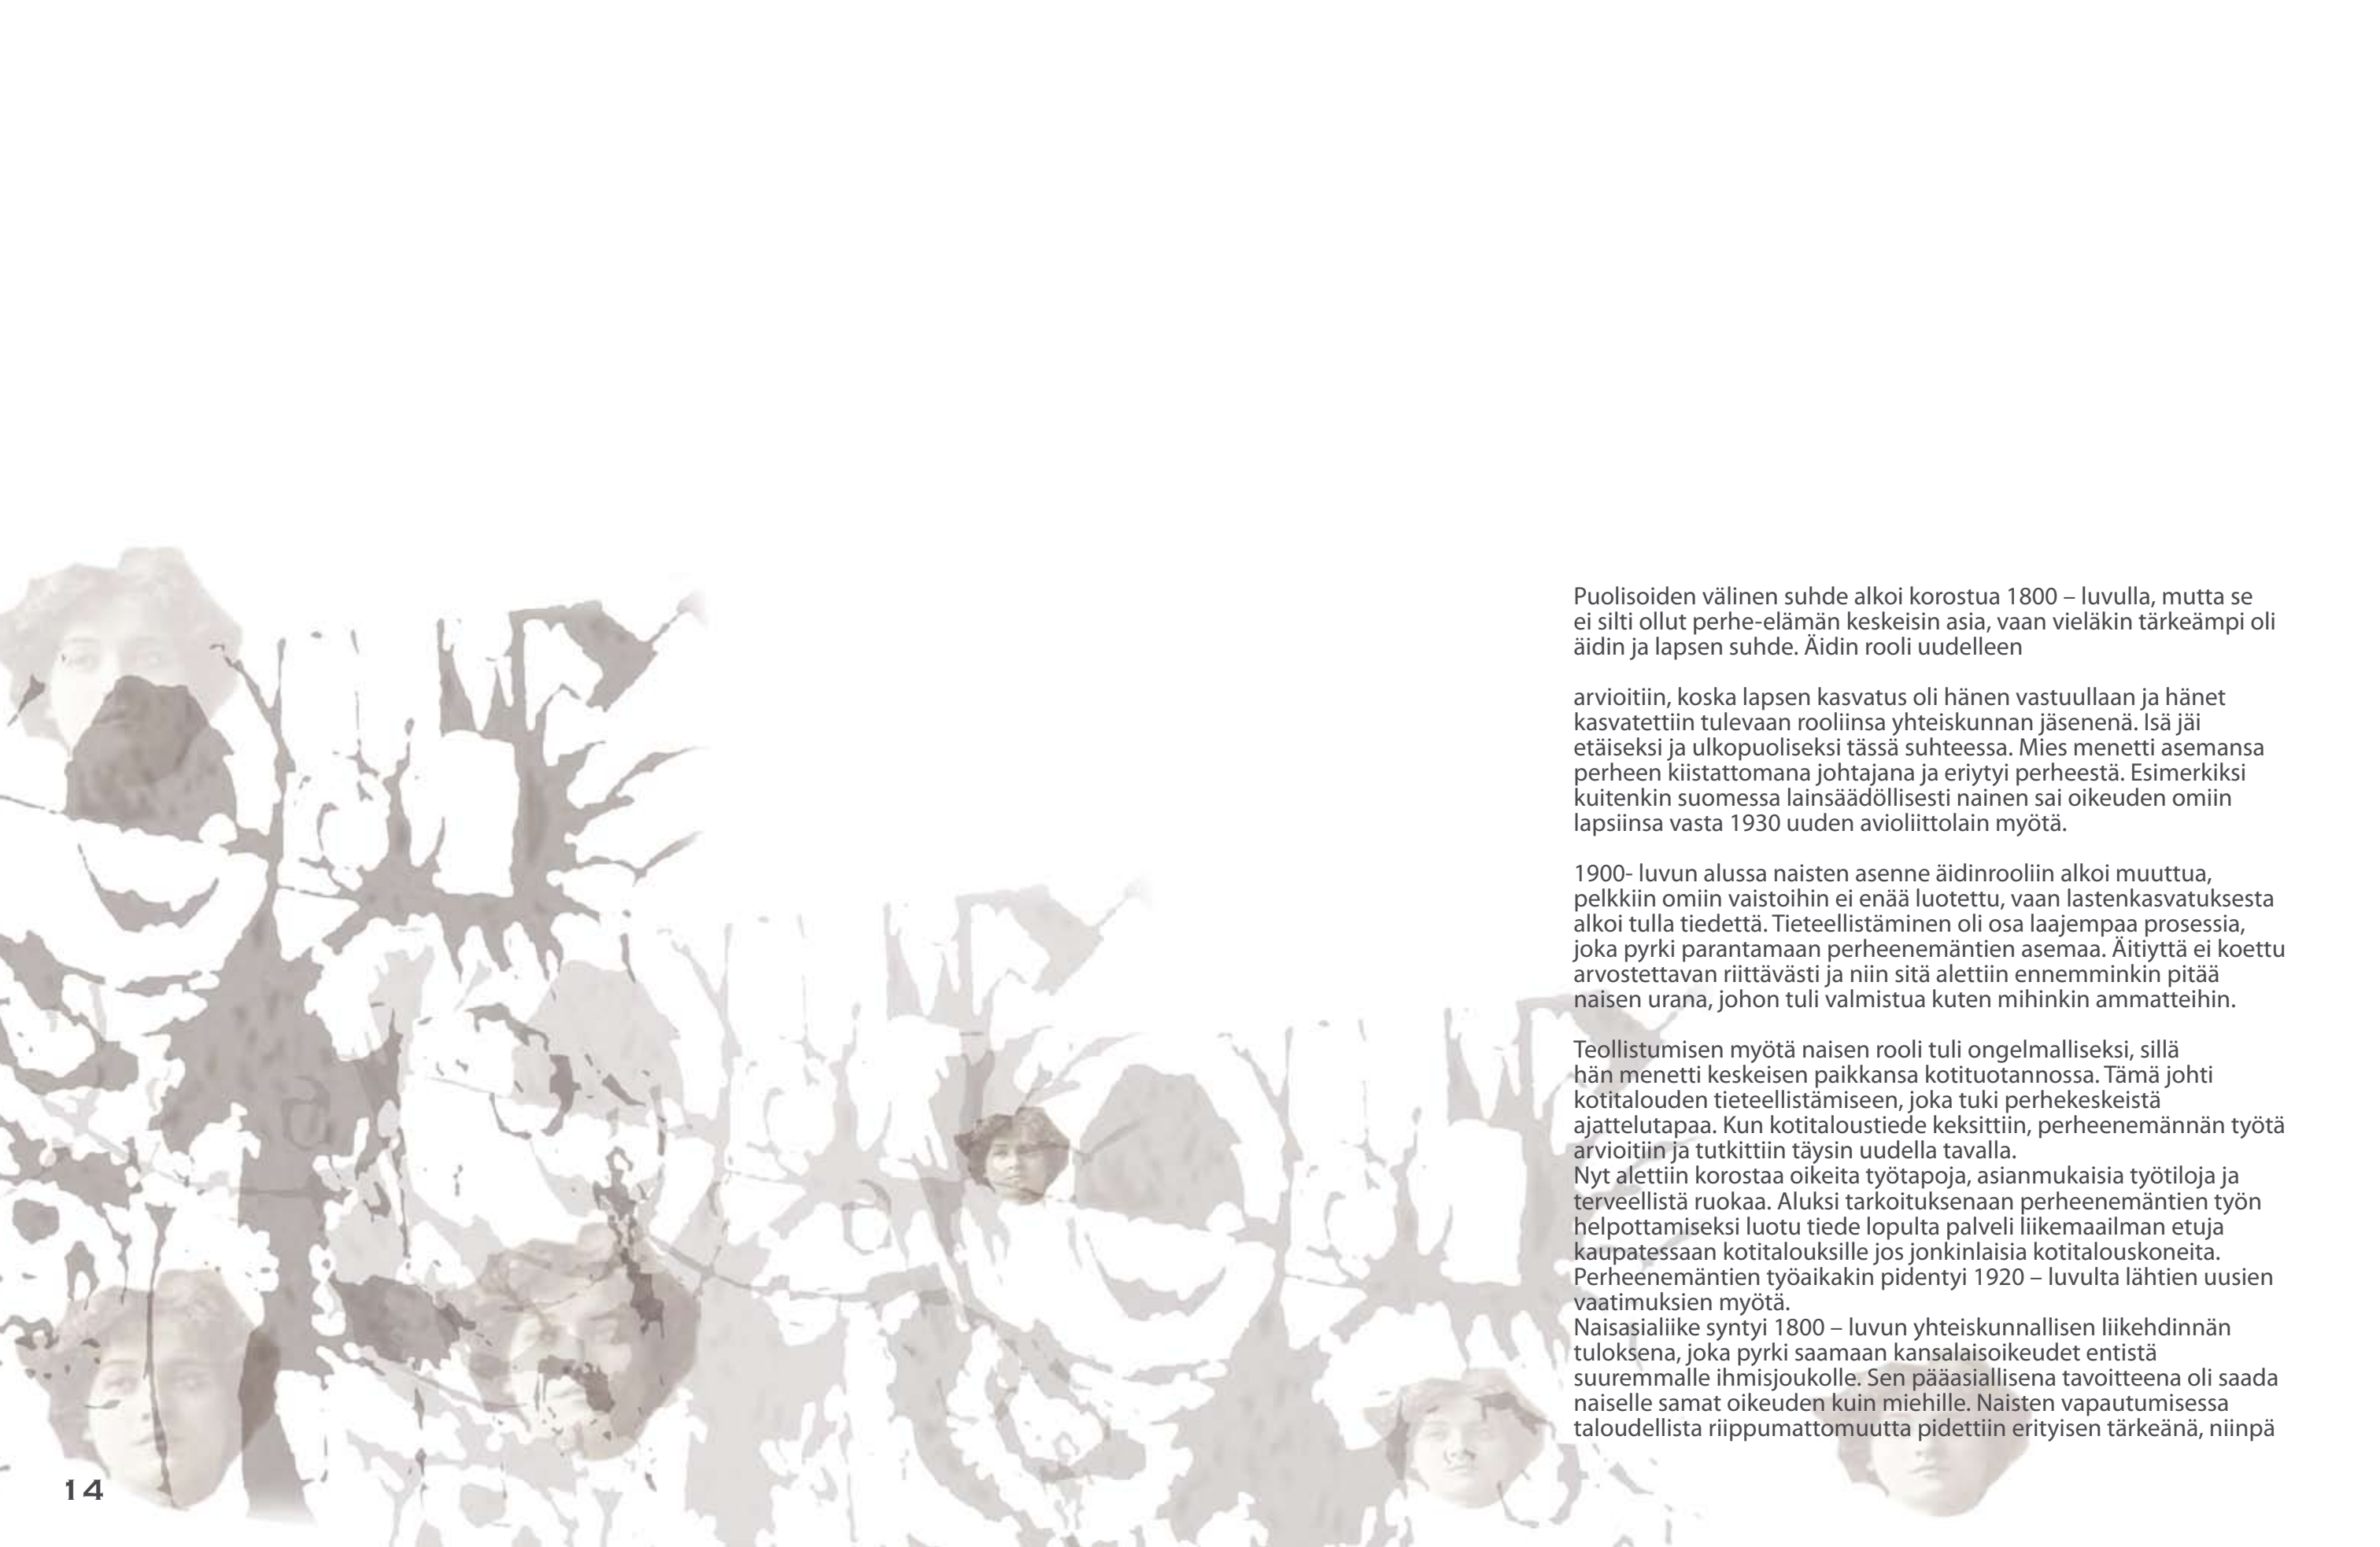 Puolisoiden välinen suhde alkoi korostua 1800 – luvulla, mutta se
ei silti ollut perhe-elämän keskeisin asia, vaan vieläkin tärkeämpi oli
äidin ja lapsen suhde. Äidin rooli uudelleen
arvioitiin, koska lapsen kasvatus oli hänen vastuullaan ja hänet
kasvatettiin tulevaan rooliinsa yhteiskunnan jäsenenä. Isä jäi
etäiseksi ja ulkopuoliseksi tässä suhteessa. Mies menetti asemansa
perheen kiistattomana johtajana ja eriytyi perheestä. Esimerkiksi
kuitenkin suomessa lainsäädöllisesti nainen sai oikeuden omiin
lapsiinsa vasta 1930 uuden avioliittolain myötä.
1900- luvun alussa naisten asenne äidinrooliin alkoi muuttua,
pelkkiin omiin vaistoihin ei enää luotettu, vaan lastenkasvatuksesta
alkoi tulla tiedettä. Tieteellistäminen oli osa laajempaa prosessia,
joka pyrki parantamaan perheenemäntien asemaa. Äitiyttä ei koettu
arvostettavan riittävästi ja niin sitä alettiin ennemminkin pitää
naisen urana, johon tuli valmistua kuten mihinkin ammatteihin.
Teollistumisen myötä naisen rooli tuli ongelmalliseksi, sillä
hän menetti keskeisen paikkansa kotituotannossa. Tämä johti
kotitalouden tieteellistämiseen, joka tuki perhekeskeistä
ajattelutapaa. Kun kotitaloustiede keksittiin, perheenemännän työtä
arvioitiin ja tutkittiin täysin uudella tavalla.
Nyt alettiin korostaa oikeita työtapoja, asianmukaisia työtiloja ja
terveellistä ruokaa. Aluksi tarkoituksenaan perheenemäntien työn
helpottamiseksi luotu tiede lopulta palveli liikemaailman etuja
kaupatessaan kotitalouksille jos jonkinlaisia kotitalouskoneita.
Perheenemäntien työaikakin pidentyi 1920 – luvulta lähtien uusien
vaatimuksien myötä.
Naisasialiike syntyi 1800 – luvun yhteiskunnallisen liikehdinnän
tuloksena, joka pyrki saamaan kansalaisoikeudet entistä
suuremmalle ihmisjoukolle. Sen pääasiallisena tavoitteena oli saada
naiselle samat oikeuden kuin miehille. Naisten vapautumisessa
taloudellista riippumattomuutta pidettiin erityisen tärkeänä, niinpä
14